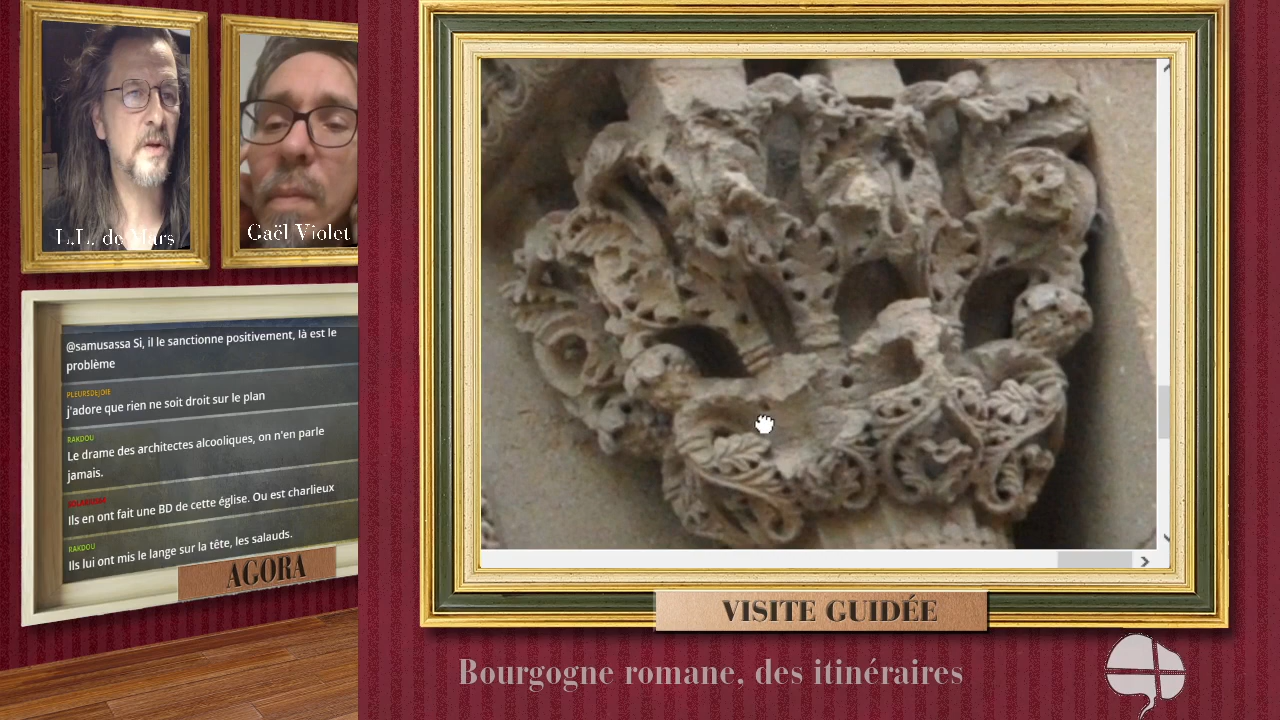 L.L. de Mars
Gaël Violet
@samusassa Si, il le sanctionne positivement, là est le
problème
PLEURSDEJOIE
j'adore que rien ne soit droit sur le plan
RAKDOU
Le drame des architectes alcooliques, on n'en parle
jamais.
Ils en ont fait une BD de cette église. Ou est charlieux
RAKDOU
Ils lui ont mis le lange sur la tête, les salauds.
AGORA
VISITE GUIDÉE
Bourgogne romane, des itinéraires